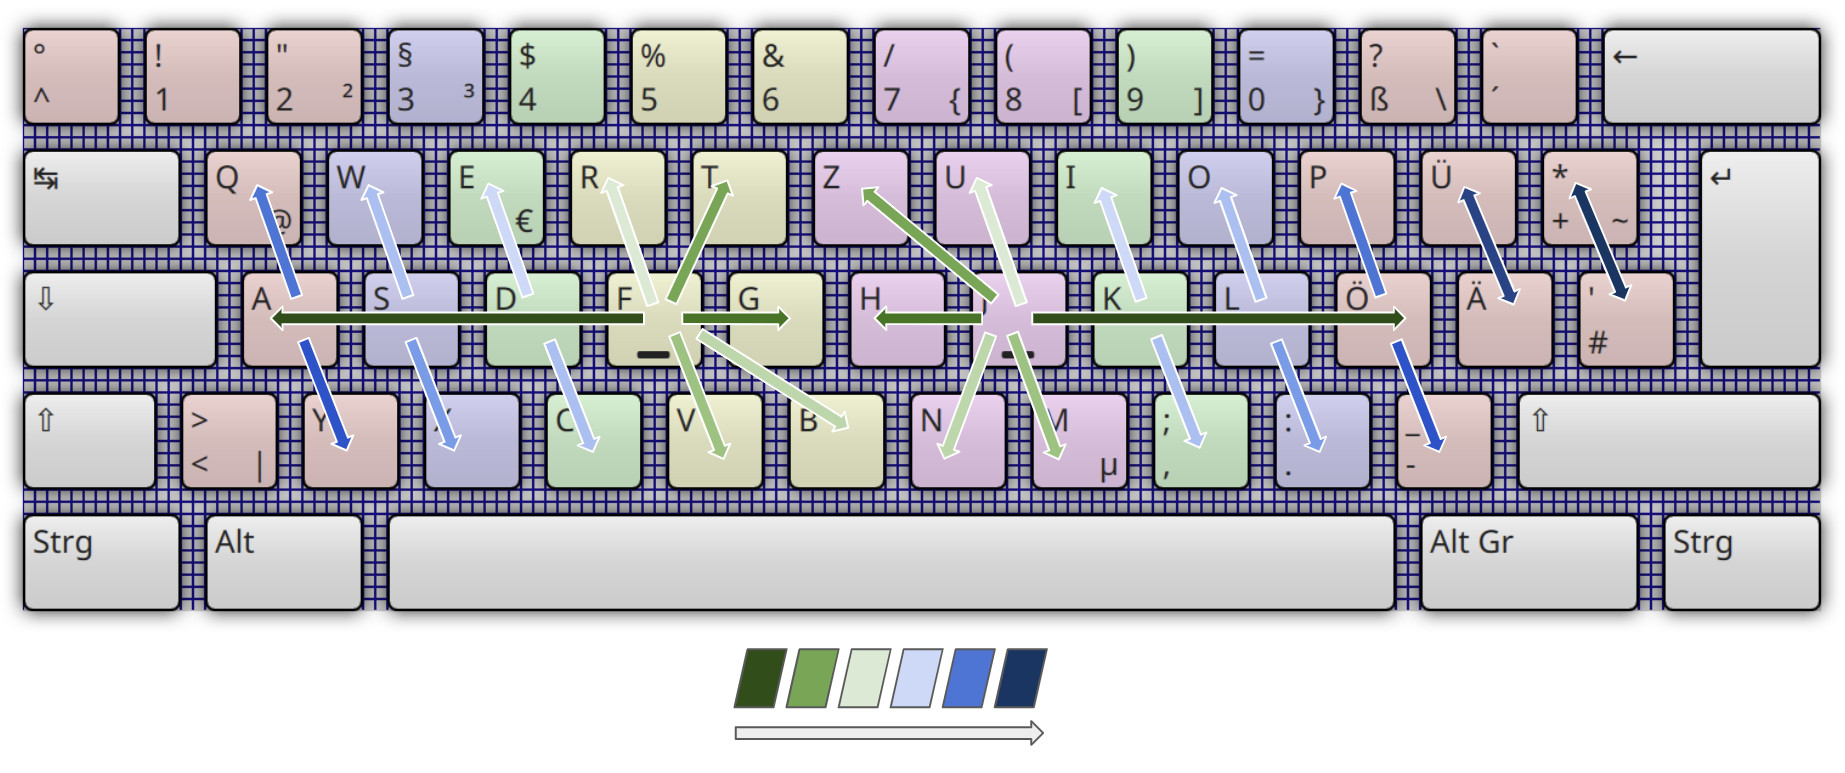 ° ! " § $ % & / ( ) = ? ` ←
^ 1 2 ² 3 ³ 4 5 6 7 { 8 [ 9 ] 0 } ß \ ´
↹ Q W E R T Z U I O P Ü * ↵
@ € + ~
⇩ A S D F G H K L Ö Ä '
#
⇧ > Y C V B N M ; : _ ⇧
< | µ , . -
Strg Alt Alt Gr Strg